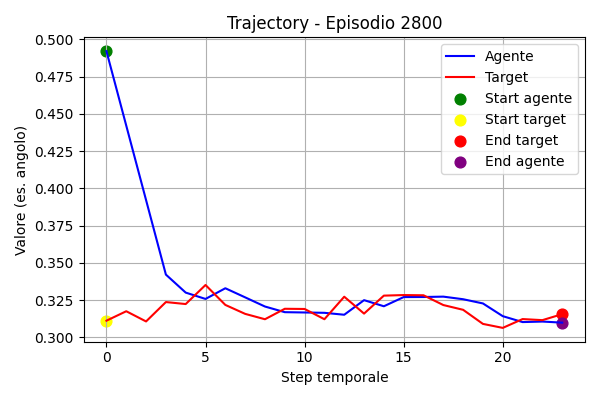 Trajectory - Episodio 2800
0.500
0.475
0.450
0.425
0.400
0.375
0.350
0.325
0.300
Valore (es. angolo)
Agente
Target
Start agente
Start target
End target
End agente
0
5
10
15
20
Step temporale